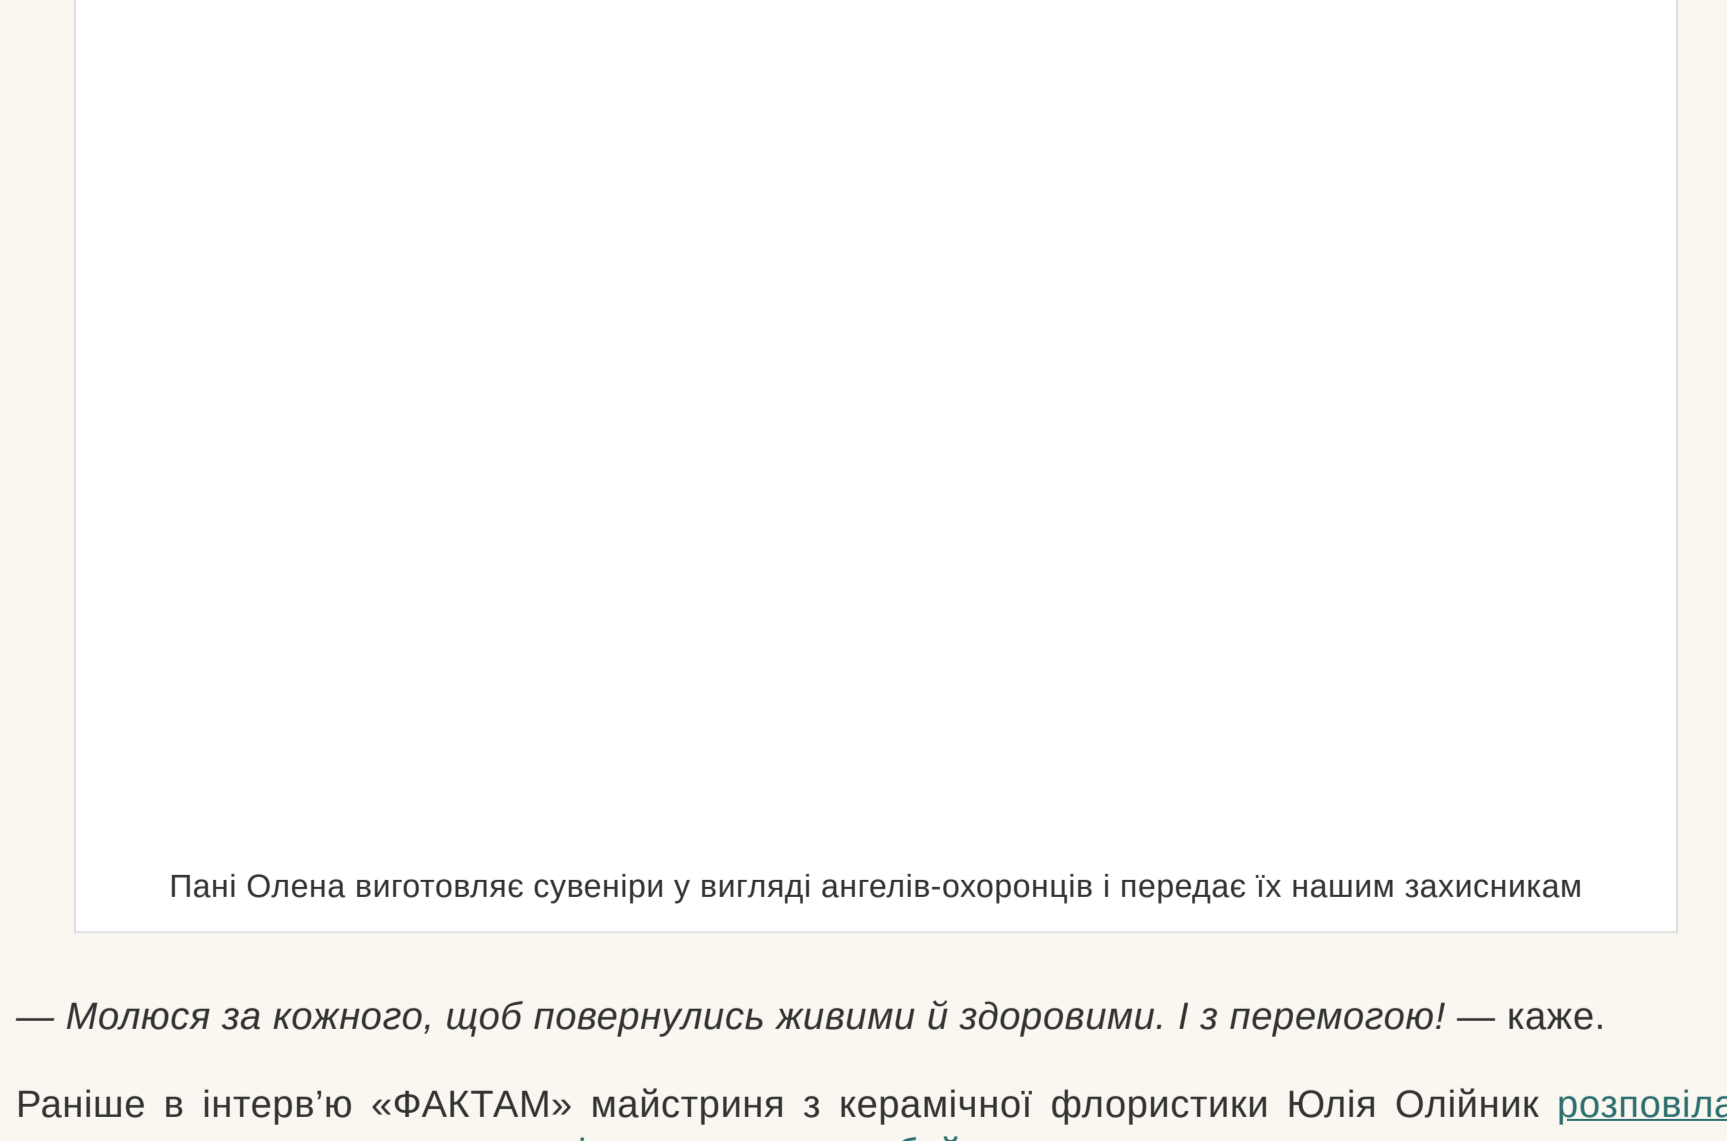 Пані Олена виготовляє сувеніри у вигляді ангелів-охоронців і передає їх нашим захисникам
— Молюся за кожного, щоб повернулись живими й здоровими. І з перемогою! — каже.
Раніше в інтерв’ю «ФАКТАМ» майстриня з керамічної флористики Юлія Олійник розповіла